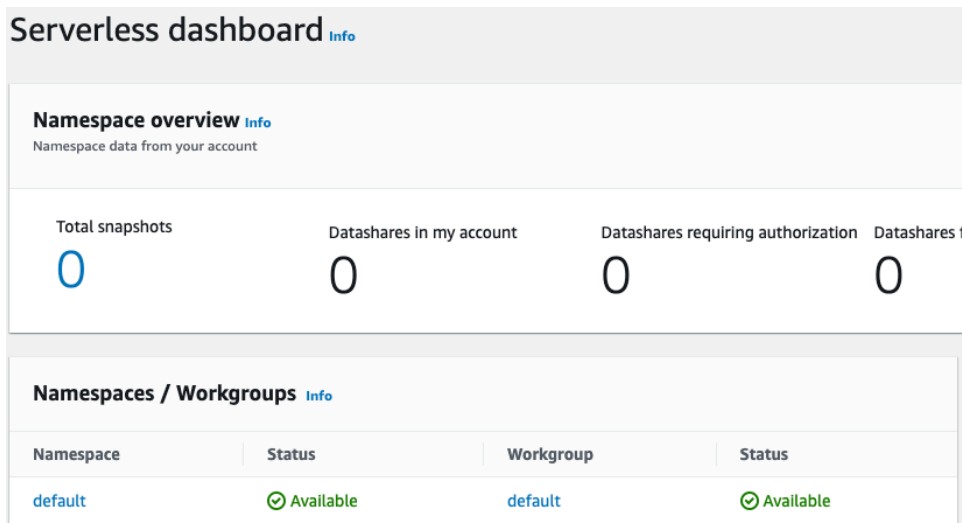 Serverless dashboard Info
Namespace overview Info
Namespace data from your account
Total snapshots
0
Datashares in my account
0
Datashares requiring authorization
0
Datashares
0
Namespaces / Workgroups Info
Namespace Status Workgroup Status
default Available default Available